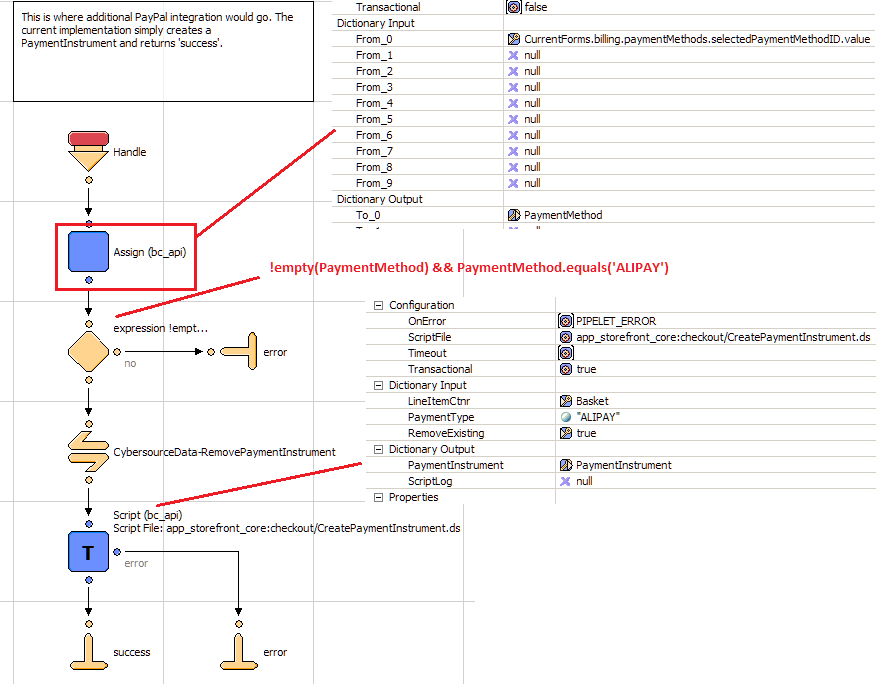 This is where additional PayPal integration would go. The
current implementation simply creates a
PaymentInstrument and returns 'success'.
Transactional false
Dictionary Input
From_0 CurrentForms.billing.paymentMethods.selectedPaymentMethodID.value
From_1 null
From_2 null
From_3 null
From_4 null
From_5 null
From_6 null
From_7 null
From_8 null
From_9 null
Dictionary Output
To_0 PaymentMethod
Handle
Assign (bc_api)
!empty(PaymentMethod) && PaymentMethod.equals('ALIPAY')
expression !empt...
no
error
Configuration
OnError PIPELET_ERROR
ScriptFile app_storefront_core:checkout/CreatePaymentInstrument.ds
Timeout
Transactional true
Dictionary Input
LineItemCtnr Basket
PaymentType "ALIPAY"
RemoveExisting true
Dictionary Output
PaymentInstrument PaymentInstrument
ScriptLog null
Properties
CybersourceData-RemovePaymentInstrument
Script (bc_api)
Script File: app_storefront_core:checkout/CreatePaymentInstrument.ds
T
error
success
error